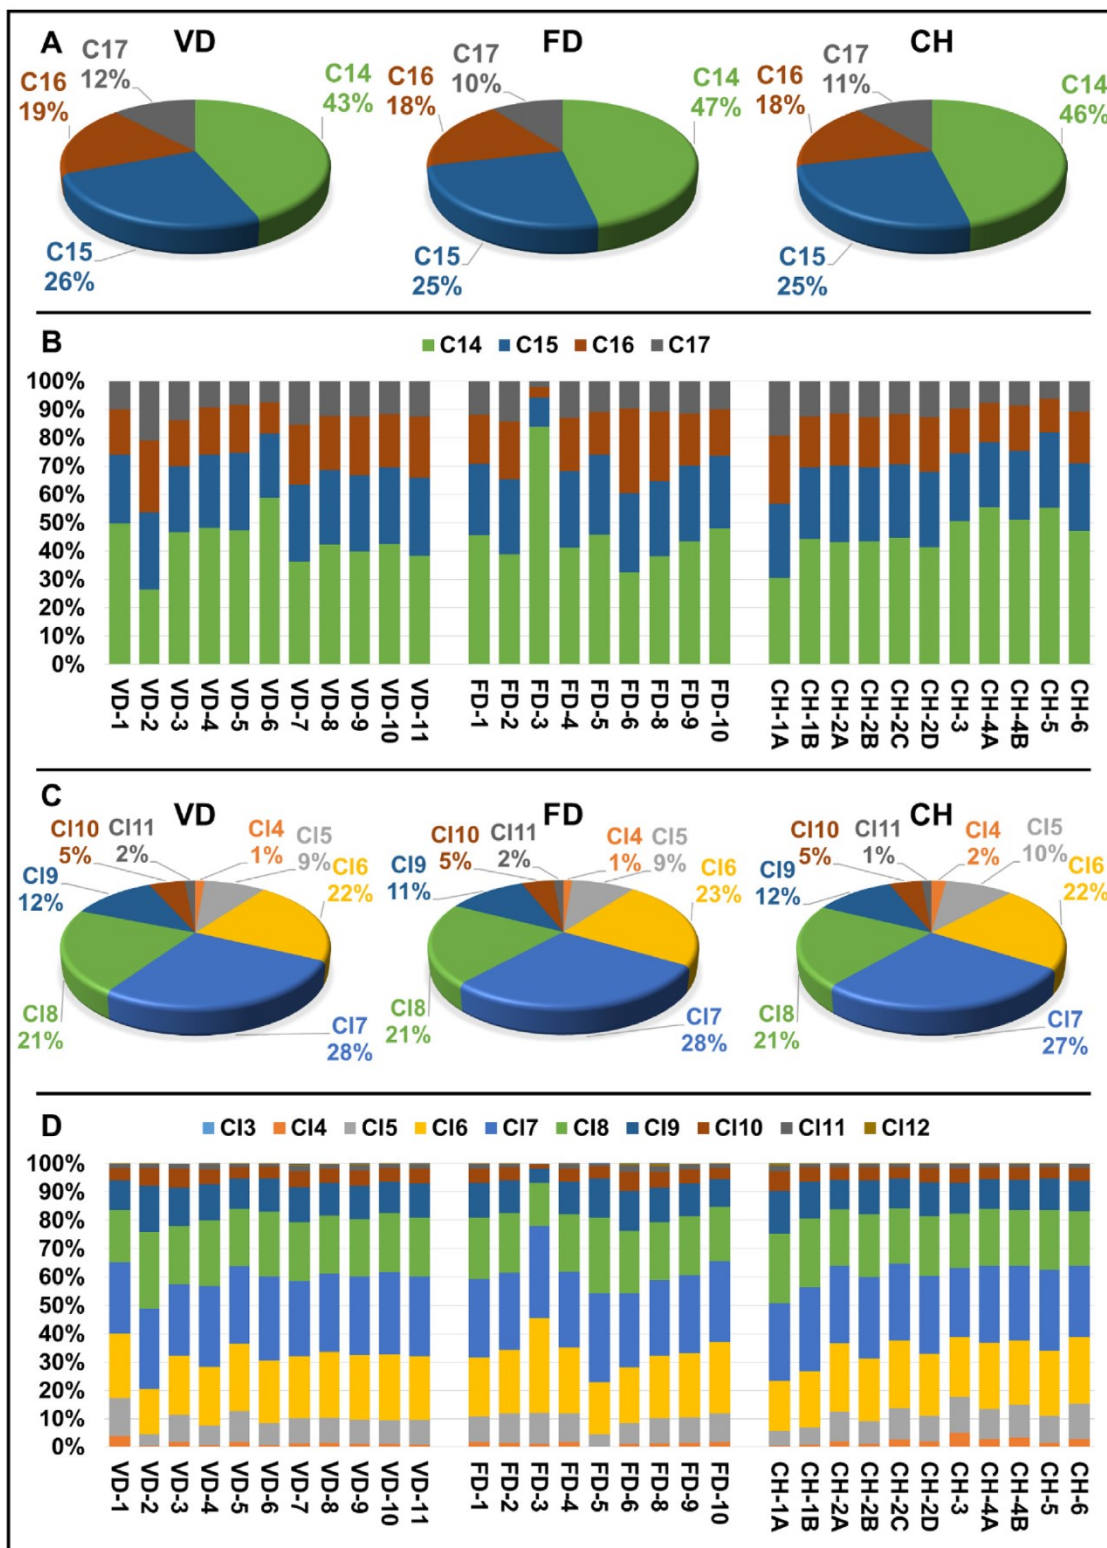 A VD FD CH
C17 12%
C16 19%
C14 43%
C15 26%
C17 10%
C16 18%
C14 47%
C15 25%
C17 11%
C16 18%
C14 46%
C15 25%
B
C14 C15 C16 C17
100%
90%
80%
70%
60%
50%
40%
30%
20%
10%
0%
VD-1 VD-2 VD-3 VD-4 VD-5 VD-6 VD-7 VD-8 VD-9 VD-10 VD-11 FD-1 FD-2 FD-3 FD-4 FD-5 FD-6 FD-8 FD-9 FD-10 CH-1A CH-1B CH-2A CH-2B CH-2C CH-2D CH-3 CH-4A CH-4B CH-5 CH-6
C VD FD CH
Cl10 5%
Cl11 2%
Cl4 1%
Cl5 9%
Cl9 12%
Cl6 22%
Cl8 21%
Cl7 28%
Cl10 5%
Cl11 2%
Cl4 1%
Cl5 9%
Cl9 11%
Cl6 23%
Cl8 21%
Cl7 28%
Cl10 5%
Cl11 1%
Cl4 2%
Cl5 10%
Cl9 12%
Cl6 22%
Cl8 21%
Cl7 27%
D
Cl3 Cl4 Cl5 Cl6 Cl7 Cl8 Cl9 Cl10 Cl11 Cl12
100%
90%
80%
70%
60%
50%
40%
30%
20%
10%
0%
VD-1 VD-2 VD-3 VD-4 VD-5 VD-6 VD-7 VD-8 VD-9 VD-10 VD-11 FD-1 FD-2 FD-3 FD-4 FD-5 FD-6 FD-8 FD-9 FD-10 CH-1A CH-1B CH-2A CH-2B CH-2C CH-2D CH-3 CH-4A CH-4B CH-5 CH-6